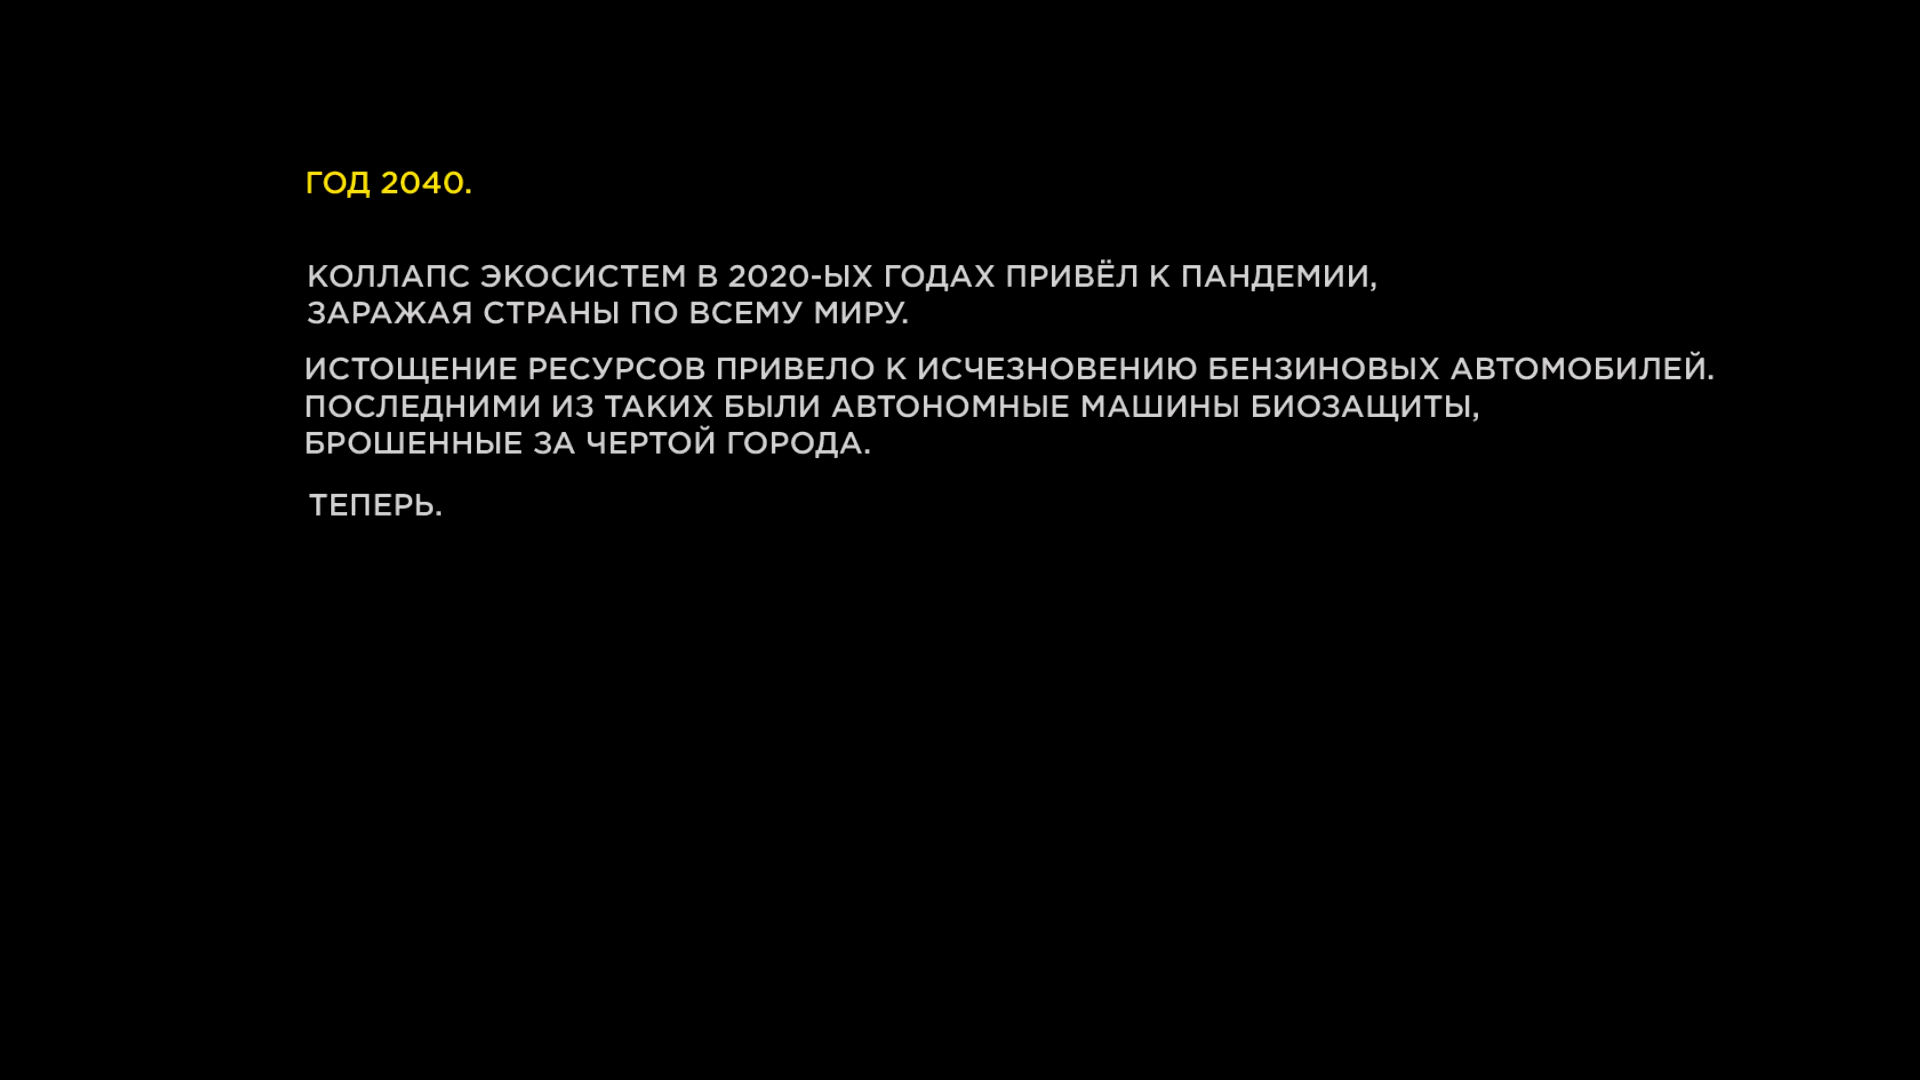 ГОД 2040.
КОЛЛАПС ЭКОСИСТЕМ В 2020-ЫХ ГОДАХ ПРИВЁЛ К ПАНДЕМИИ,
ЗАРАЖАЯ СТРАНЫ ПО ВСЕМУ МИРУ.
ИСТОЩЕНИЕ РЕСУРСОВ ПРИВЕЛО К ИСЧЕЗНОВЕНИЮ БЕНЗИНОВЫХ АВТОМОБИЛЕЙ.
ПОСЛЕДНИМИ ИЗ ТАКИХ БЫЛИ АВТОНОМНЫЕ МАШИНЫ БИОЗАЩИТЫ,
БРОШЕННЫЕ ЗА ЧЕРТОЙ ГОРОДА.
ТЕПЕРЬ.